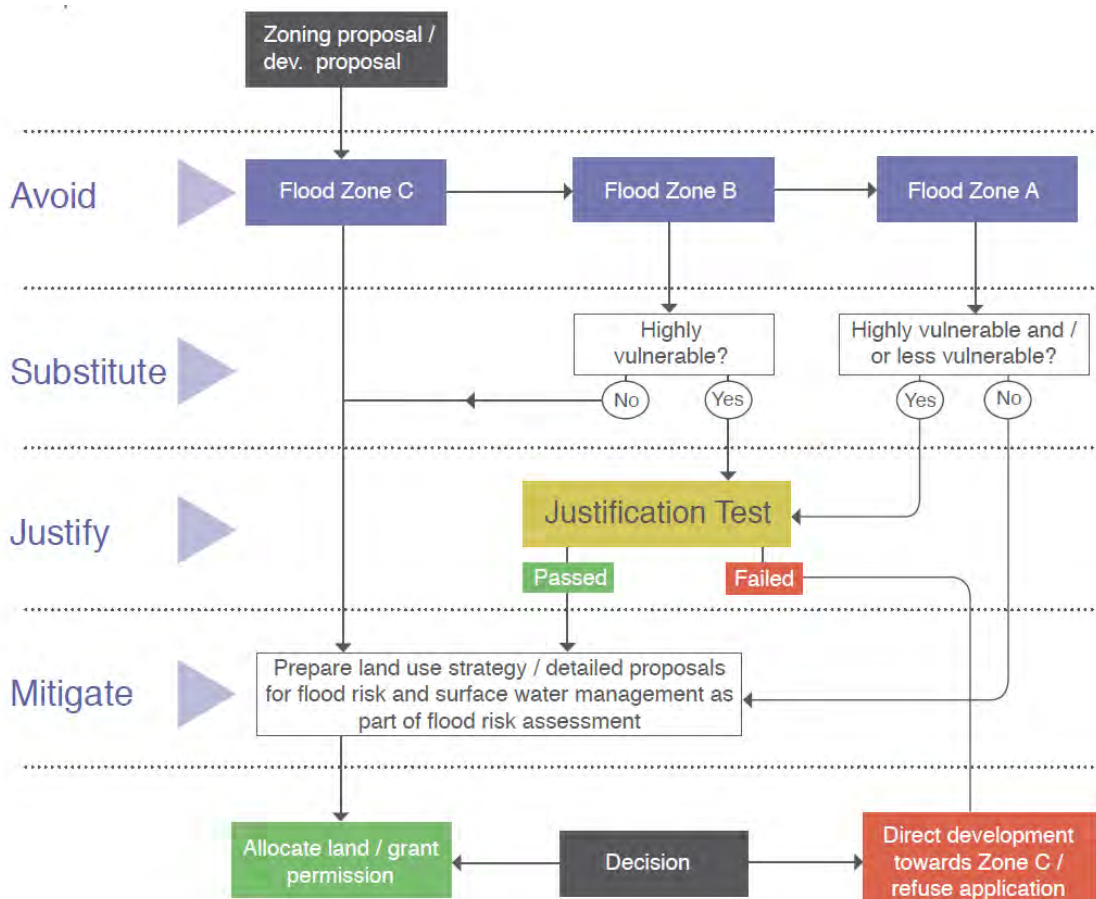 Zoning proposal /
dev. proposal
Avoid
Flood Zone C
Flood Zone B
Flood Zone A
Substitute
Highly
vulnerable?
No
Yes
Highly vulnerable and /
or less vulnerable?
Yes
No
Justify
Justification Test
Passed
Failed
Mitigate
Prepare land use strategy / detailed proposals
for flood risk and surface water management as
part of flood risk assessment
Allocate land / grant
permission
Decision
Direct development
towards Zone C /
refuse application